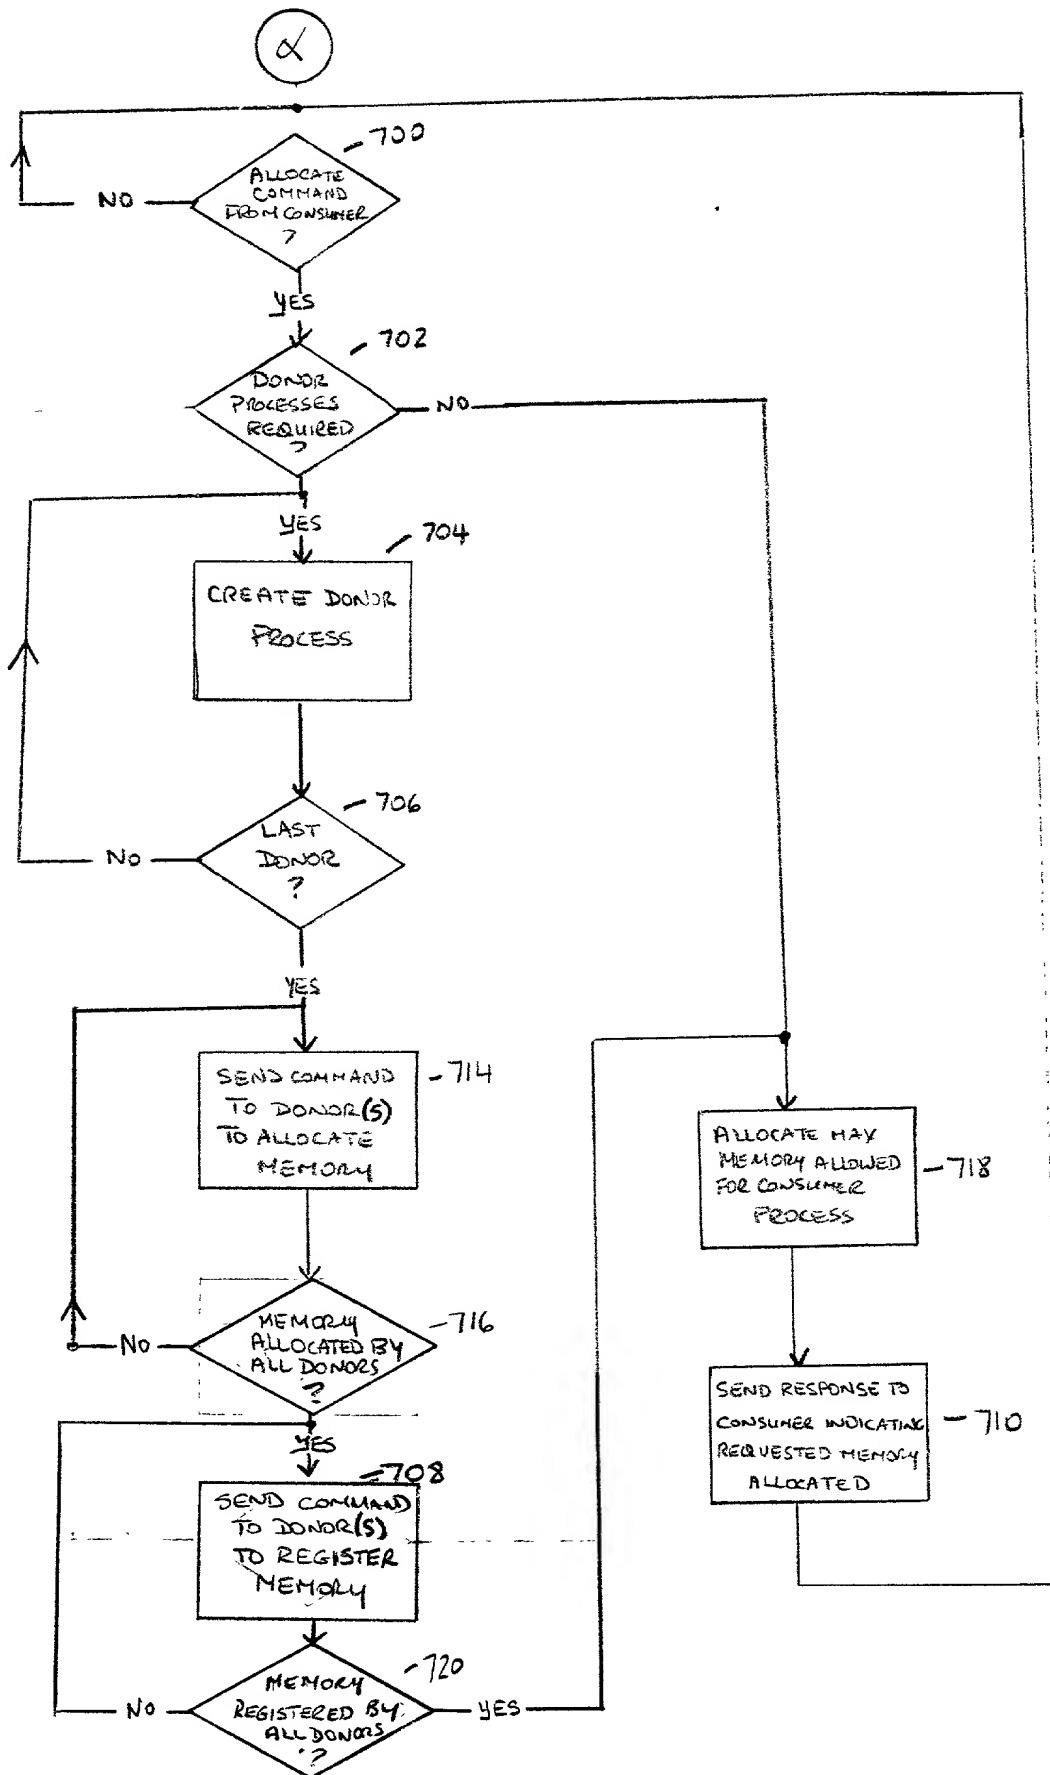 α
700
ALLOCATE
COMMAND
FROM CONSUMER
?
NO
YES
702
DONOR
PROCESSES
REQUIRED
?
NO
YES
704
CREATE DONOR
PROCESS
706
LAST
DONOR
?
NO
YES
SEND COMMAND
TO DONOR(S)
TO ALLOCATE
MEMORY
714
ALLOCATE MAX
MEMORY ALLOWED
FOR CONSUMER
PROCESS
718
MEMORY
ALLOCATED BY
ALL DONORS
?
716
NO
YES
SEND RESPONSE TO
CONSUMER INDICATING
REQUESTED MEMORY
ALLOCATED
710
708
SEND COMMAND
TO DONOR(S)
TO REGISTER
MEMORY
720
MEMORY
REGISTERED BY
ALL DONORS
?
NO
YES